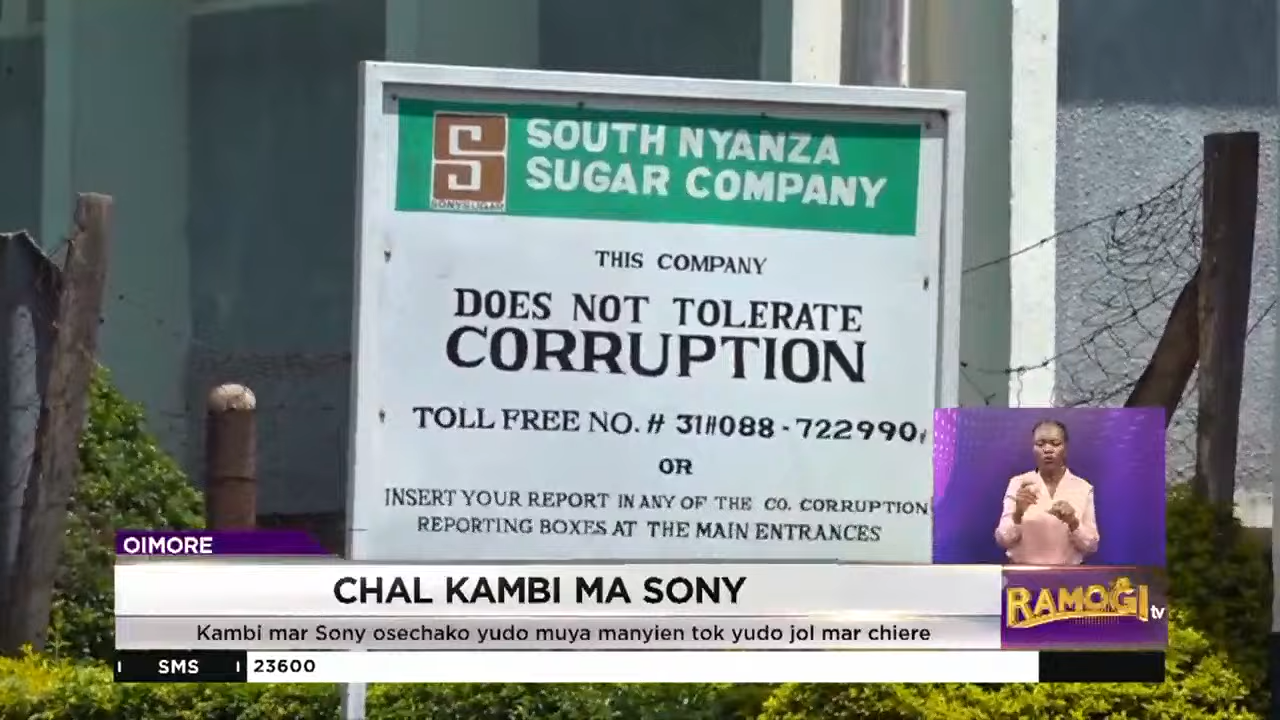 SOUTH NYANZA
SUGAR COMPANY
SONYSUGAR
THIS COMPANY
DOES NOT TOLERATE
CORRUPTION
TOLL FREE NO. # 31#088 - 722990
OR
INSERT YOUR REPORT IN ANY OF THE CO. CORRUPTION
REPORTING BOXES AT THE MAIN ENTRANCES
OIMORE
CHAL KAMBI MA SONY
Kambi mar Sony osechako yudo muya manyien tok yudo jol mar chiere
RAMOGI tv
SMS
23600